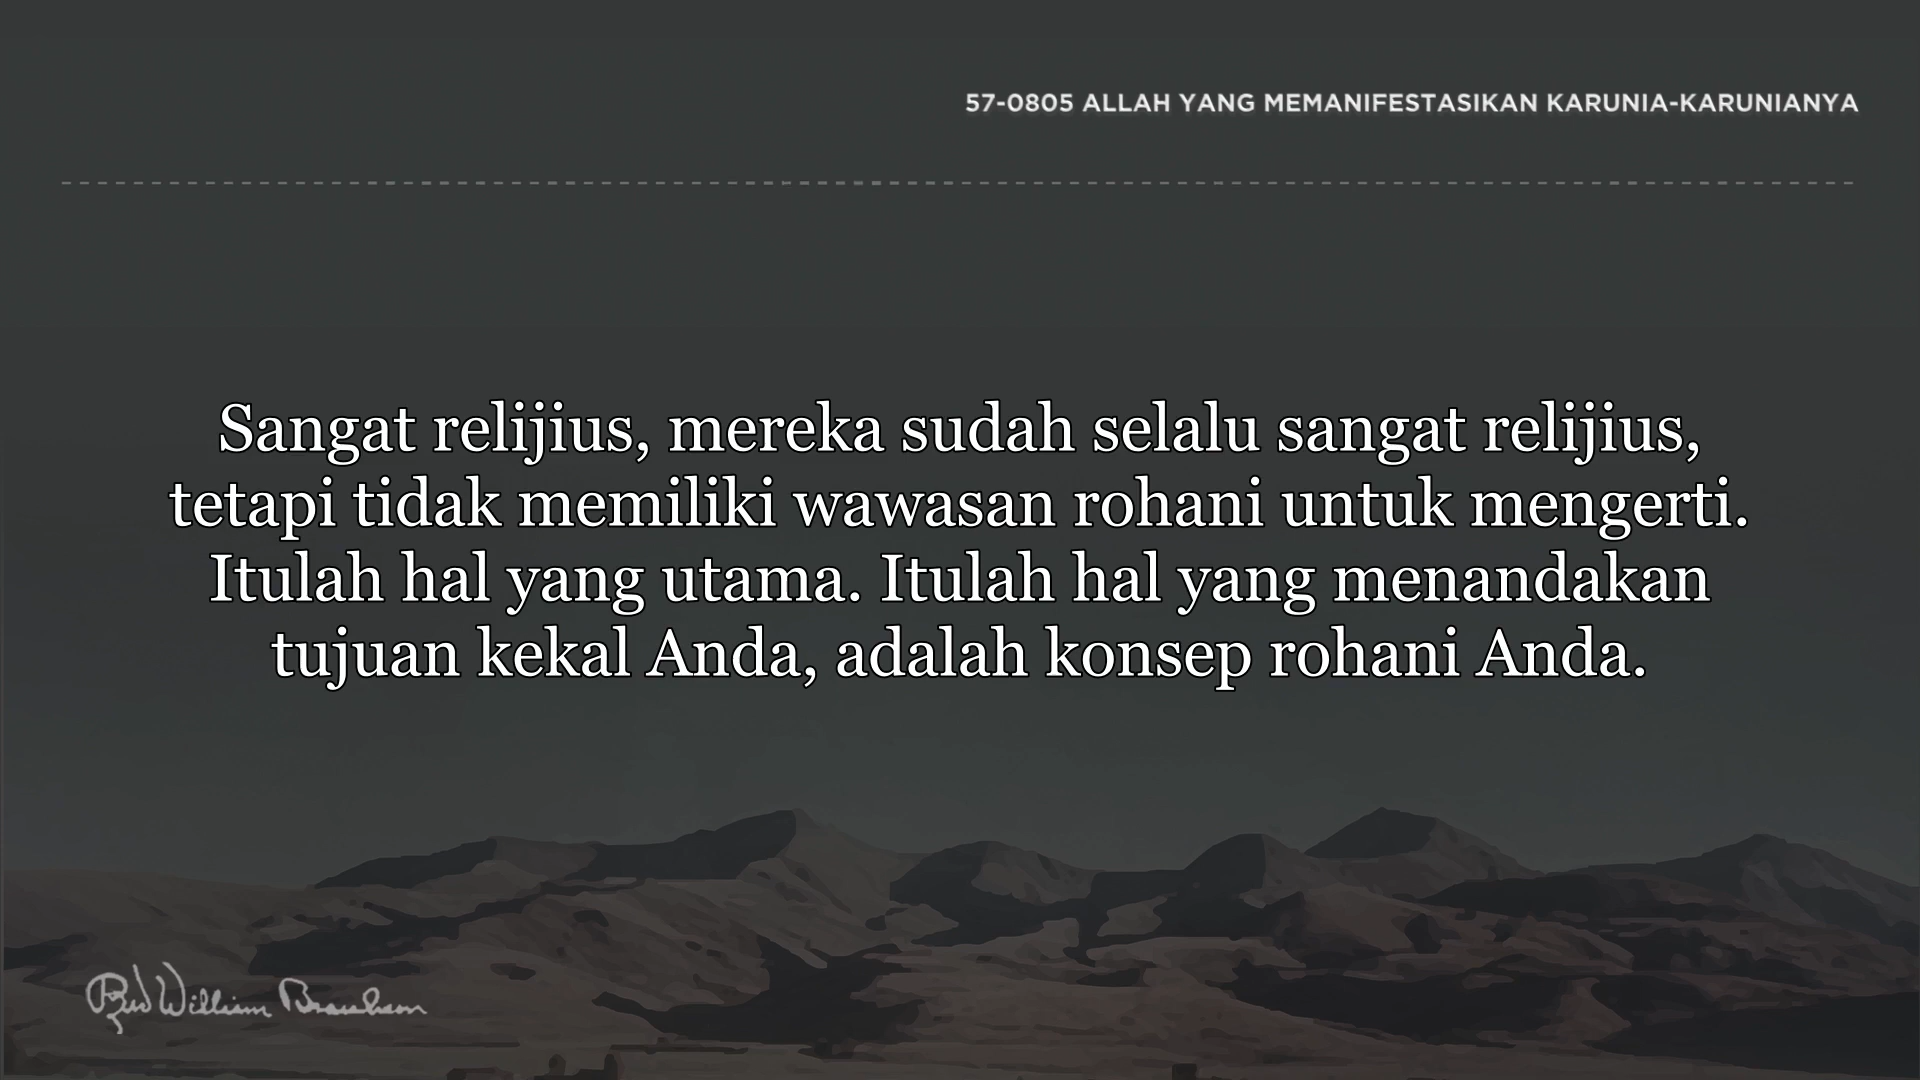 57-0805 ALLAH YANG MEMANIFESTASIKAN KARUNIA-KARUNIANYA
Sangat relijius, mereka sudah selalu sangat relijius,
tetapi tidak memiliki wawasan rohani untuk mengerti.
Itulah hal yang utama. Itulah hal yang menandakan
tujuan kekal Anda, adalah konsep rohani Anda.
Rev William Branham